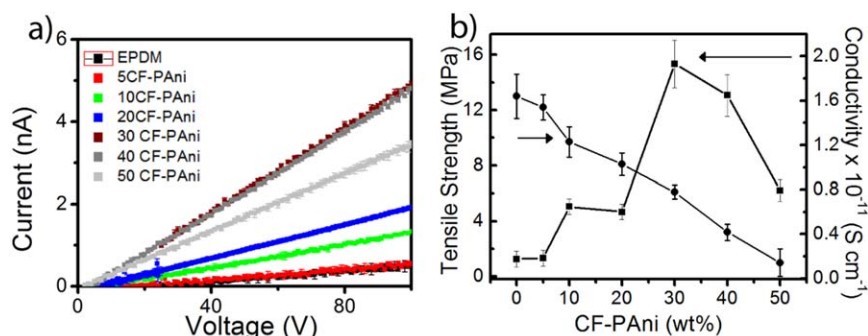 a)
Current (nA)
6
4
2
0
EPDM
5CF-PAni
10CF-PAni
20CF-PAni
30 CF-PAni
40 CF-PAni
50 CF-PAni
0 40 80
Voltage (V)
b)
Tensile Strength (MPa)
16
12
8
4
0
0 10 20 30 40 50
CF-PAni (wt%)
2.0
1.6
1.2
0.8
0.4
0.0
Conductivity x 10⁻¹¹ (S cm⁻¹)